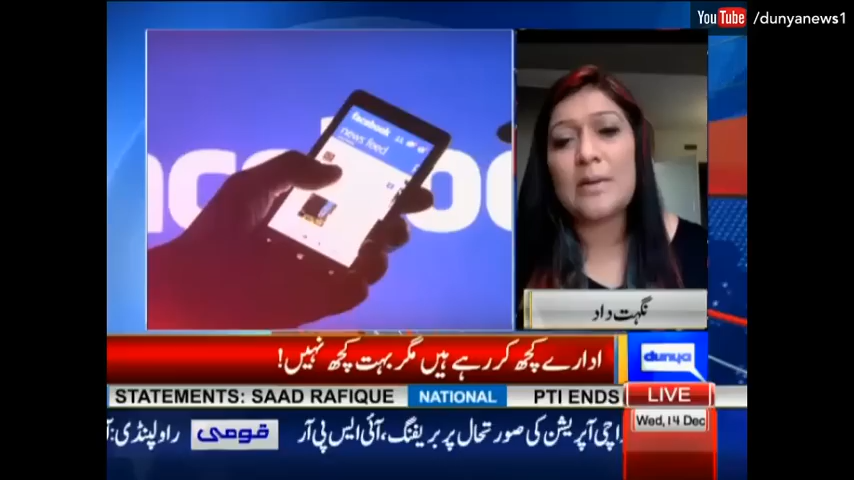 YouTube /dunyanews1
facebook
news feed
نگہت داد
ادارے کچھ کر رہے ہیں مگر بہت کچھ نہیں!
dunya
STATEMENTS: SAAD RAFIQUE NATIONAL PTI ENDS
LIVE
Wed, 14 Dec
اچی آپریشن کی صورتحال پر بریفنگ، آئی ایس پی آر قومی راولپنڈی: